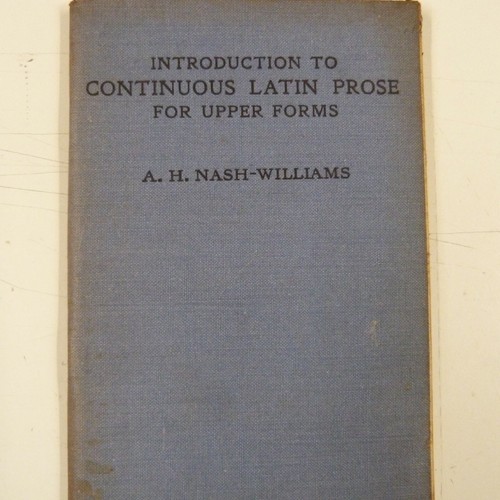 INTRODUCTION TO
CONTINUOUS LATIN PROSE
FOR UPPER FORMS
A. H. NASH-WILLIAMS